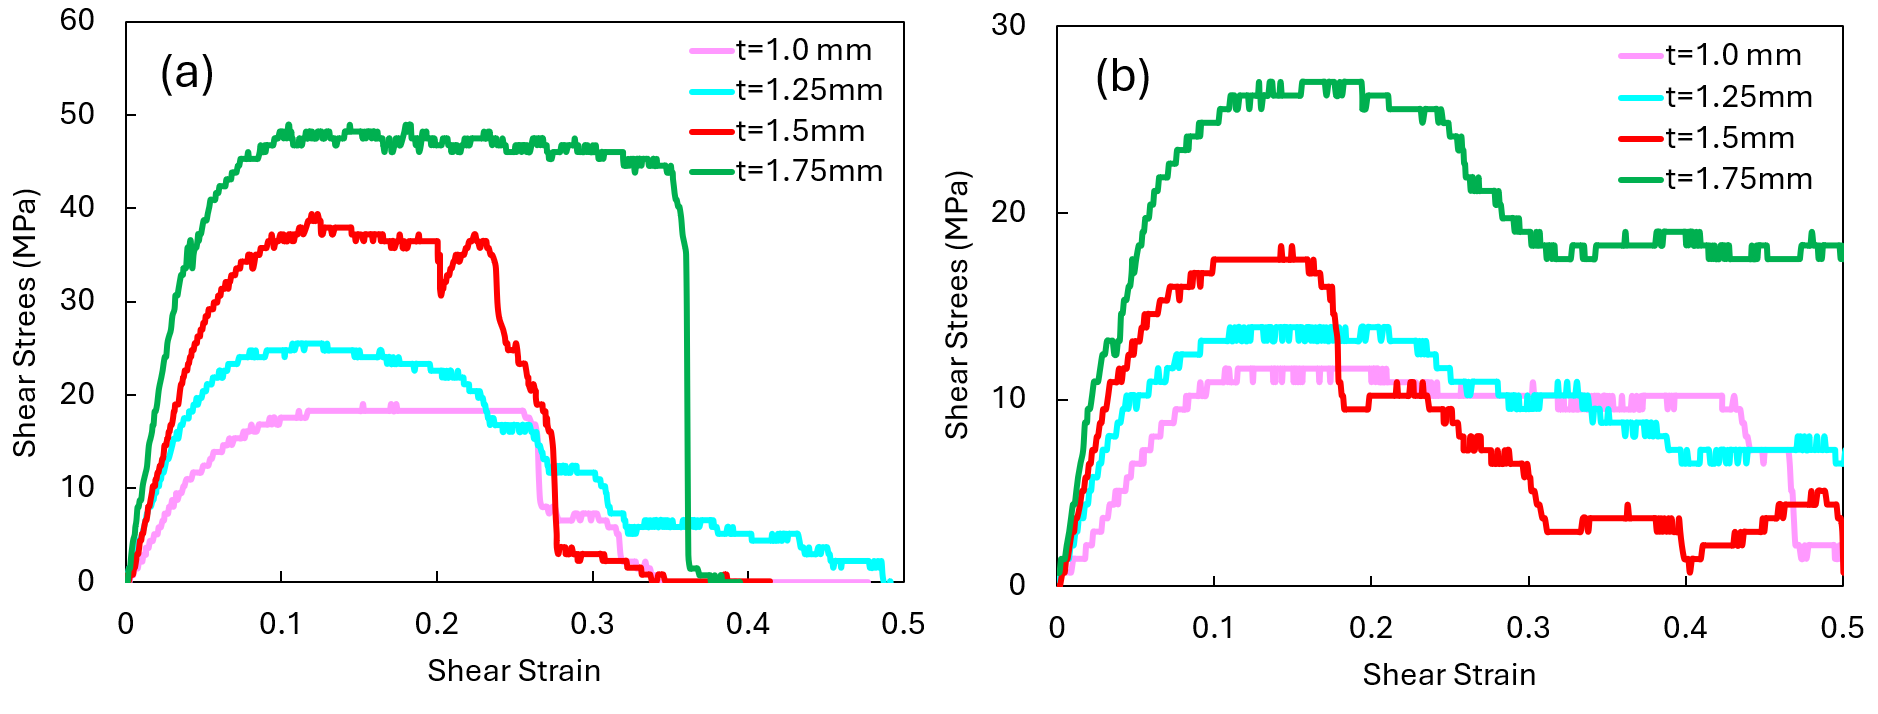 (a)
t=1.0 mm
t=1.25mm
t=1.5mm
t=1.75mm
60
50
40
30
20
10
0
Shear Strees (MPa)
0 0.1 0.2 0.3 0.4 0.5
Shear Strain
(b)
t=1.0 mm
t=1.25mm
t=1.5mm
t=1.75mm
30
20
10
0
Shear Strees (MPa)
0 0.1 0.2 0.3 0.4 0.5
Shear Strain